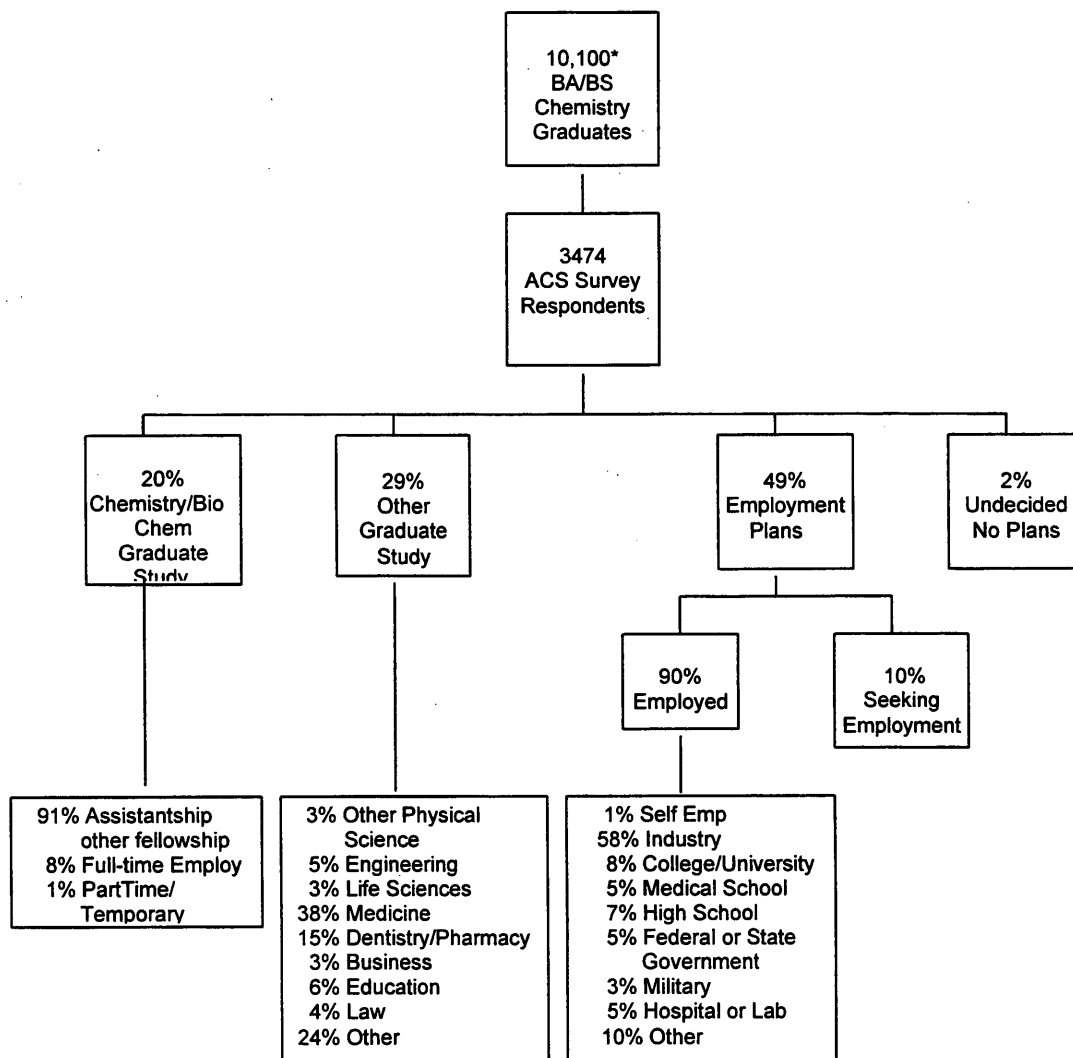 10,100*
BA/BS
Chemistry
Graduates
3474
ACS Survey
Respondents
20%
Chemistry/Bio
Chem
Graduate
Study
29%
Other
Graduate
Study
49%
Employment
Plans
2%
Undecided
No Plans
90%
Employed
10%
Seeking
Employment
91% Assistantship
other fellowship
8% Full-time Employ
1% PartTime/
Temporary
3% Other Physical
Science
5% Engineering
3% Life Sciences
38% Medicine
15% Dentistry/Pharmacy
3% Business
6% Education
4% Law
24% Other
1% Self Emp
58% Industry
8% College/University
5% Medical School
7% High School
5% Federal or State
Government
3% Military
5% Hospital or Lab
10% Other